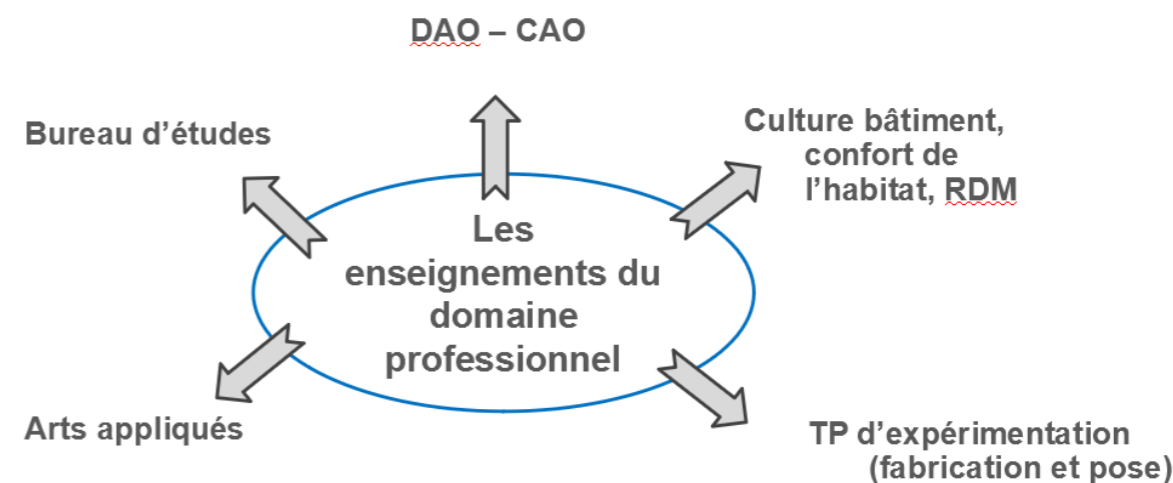 DAO – CAO
Bureau d’études
Culture bâtiment,
confort de
l’habitat, RDM
Les
enseignements du
domaine
professionnel
Arts appliqués
TP d’expérimentation
(fabrication et pose)